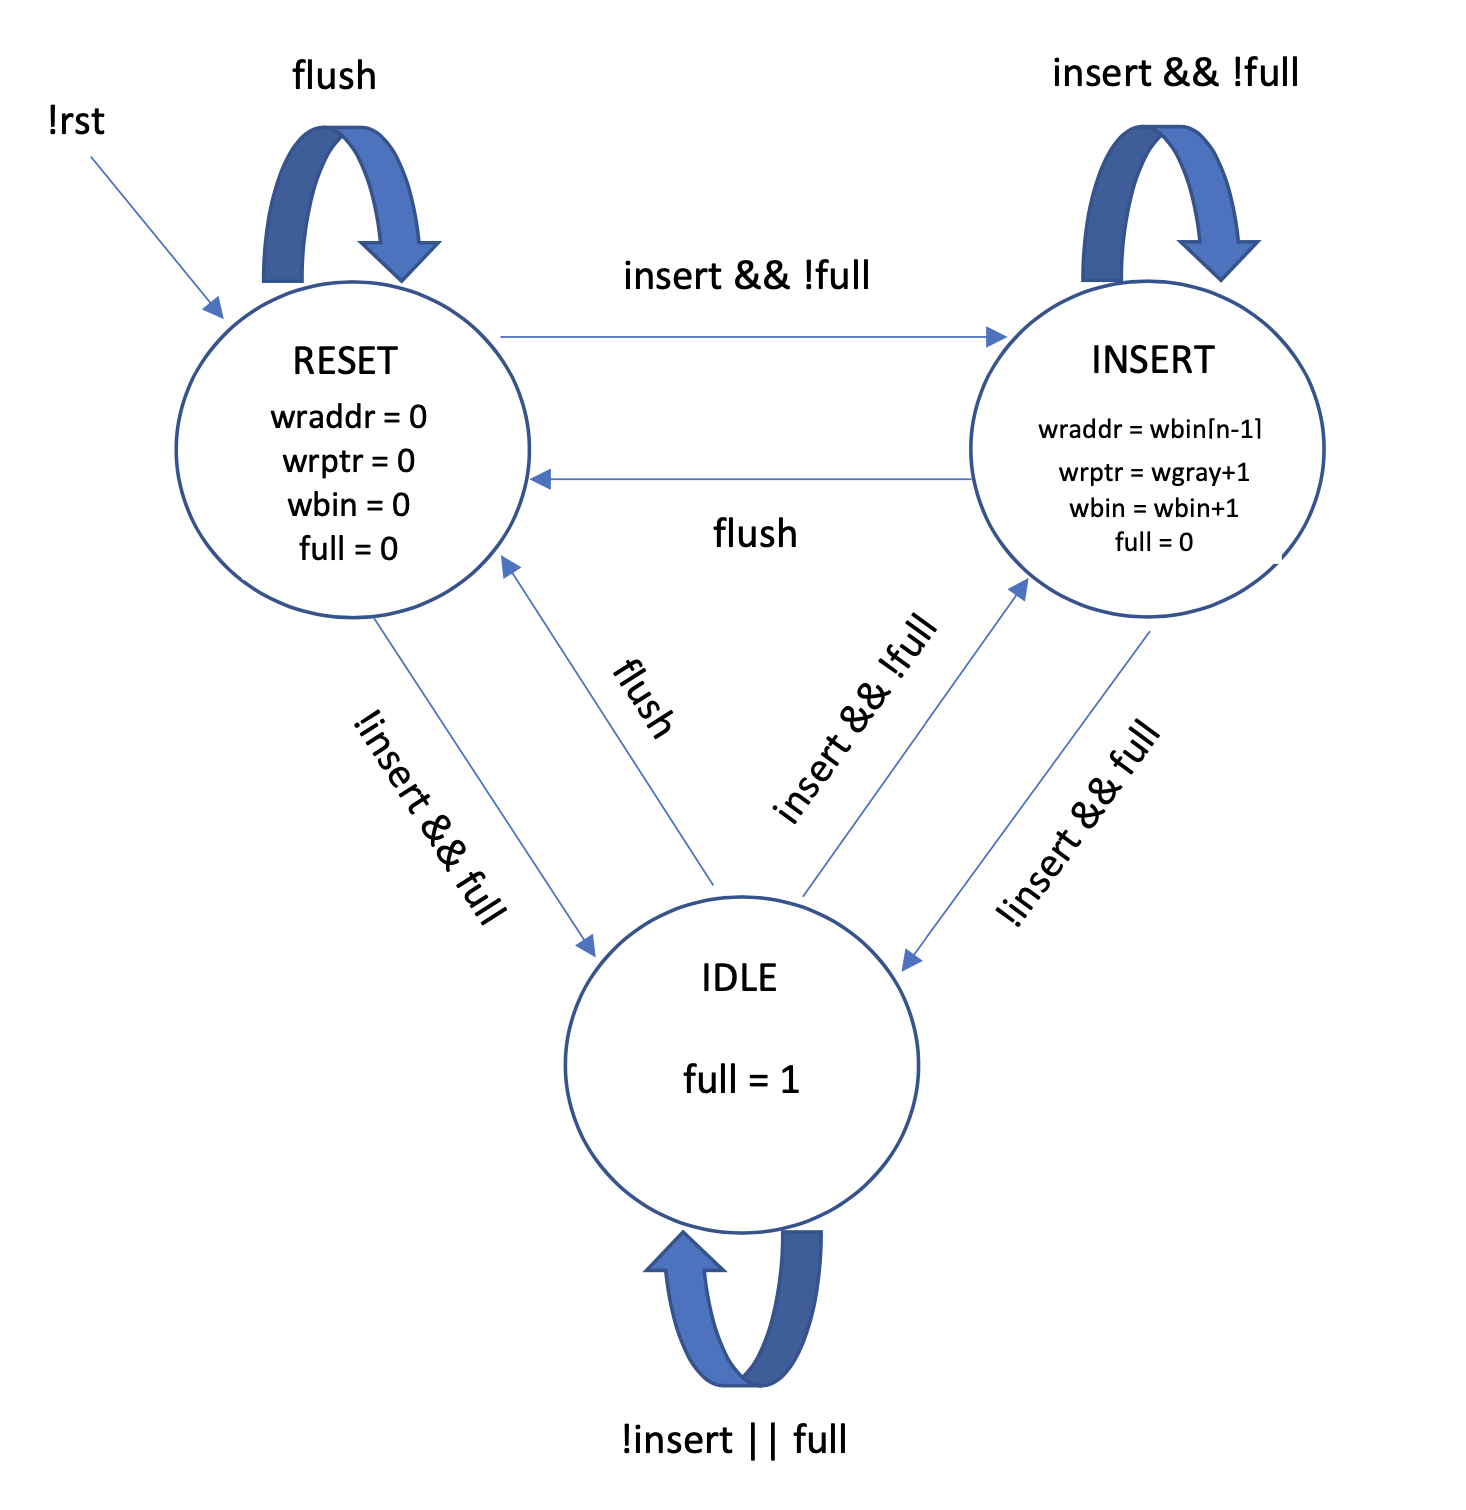 flush
insert && !full
!rst
insert && !full
RESET
wraddr = 0
wrptr = 0
wbin = 0
full = 0
INSERT
wraddr = wbin[n-1]
wrptr = wgray+1
wbin = wbin+1
full = 0
flush
flush
insert && !full
!insert && full
!insert && full
IDLE
full = 1
!insert || full